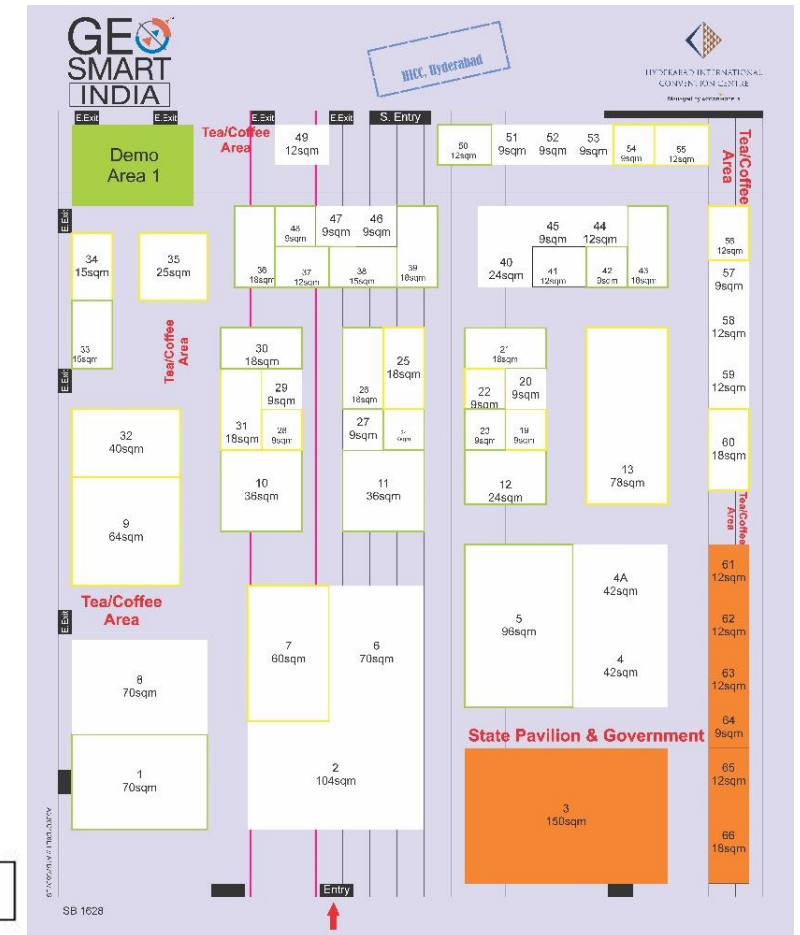 GEO
SMART
INDIA
HICC, Hyderabad
HYDERABAD INTERNATIONAL
CONVENTION CENTRE
E.Exit
E.Exit
E.Exit
E.Exit
S. Entry
Demo
Area 1
Tea/Coffee
Area
49
12sqm
50
12sqm
51
9sqm
52
9sqm
53
9sqm
54
9sqm
55
12sqm
Tea/Coffee
Area
E.Exit
34
15sqm
35
25sqm
36
18sqm
9sqm
47
9sqm
46
9sqm
37
12sqm
38
15sqm
39
18sqm
40
24sqm
45
9sqm
44
12sqm
41
12sqm
42
9sqm
43
18sqm
56
12sqm
57
9sqm
58
12sqm
59
12sqm
60
18sqm
33
15sqm
Tea/Coffee
Area
E.Exit
30
18sqm
29
9sqm
31
18sqm
28
9sqm
10
36sqm
26
18sqm
25
18sqm
27
9sqm
11
36sqm
21
18sqm
22
9sqm
20
9sqm
23
9sqm
19
9sqm
12
24sqm
13
78sqm
32
40sqm
9
64sqm
Tea/Coffee
Area
Tea/Coffee
Area
E.Exit
8
70sqm
1
70sqm
7
60sqm
6
70sqm
2
104sqm
5
96sqm
4A
42sqm
4
42sqm
State Pavilion & Government
3
150sqm
61
12sqm
62
12sqm
63
12sqm
64
9sqm
65
12sqm
66
18sqm
Entry
SB 1628